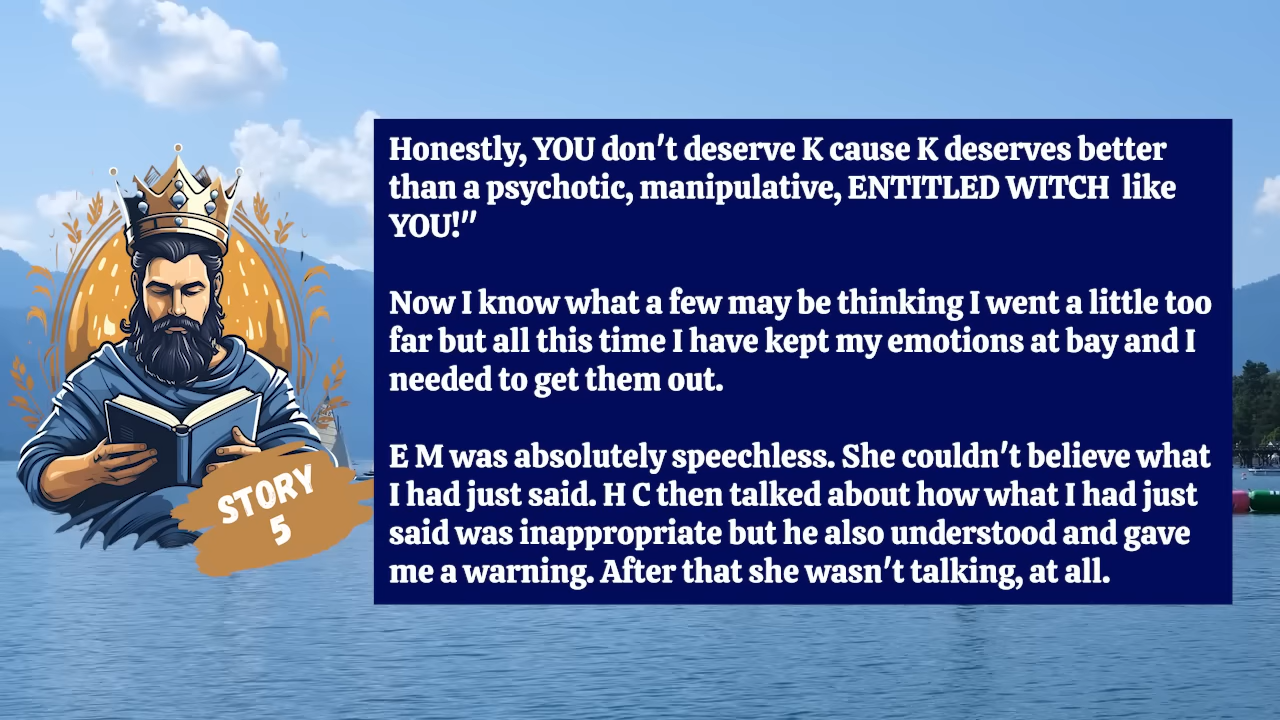 Honestly, YOU don't deserve K cause K deserves better
than a psychotic, manipulative, ENTITLED WITCH like
YOU!"
Now I know what a few may be thinking I went a little too
far but all this time I have kept my emotions at bay and I
needed to get them out.
E M was absolutely speechless. She couldn't believe what
I had just said. H C then talked about how what I had just
said was inappropriate but he also understood and gave
me a warning. After that she wasn't talking, at all.
STORY
5